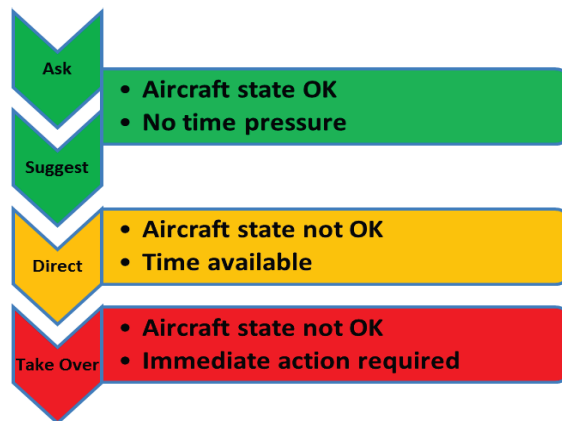 Ask
• Aircraft state OK
• No time pressure
Suggest
Direct
• Aircraft state not OK
• Time available
Take Over
• Aircraft state not OK
• Immediate action required